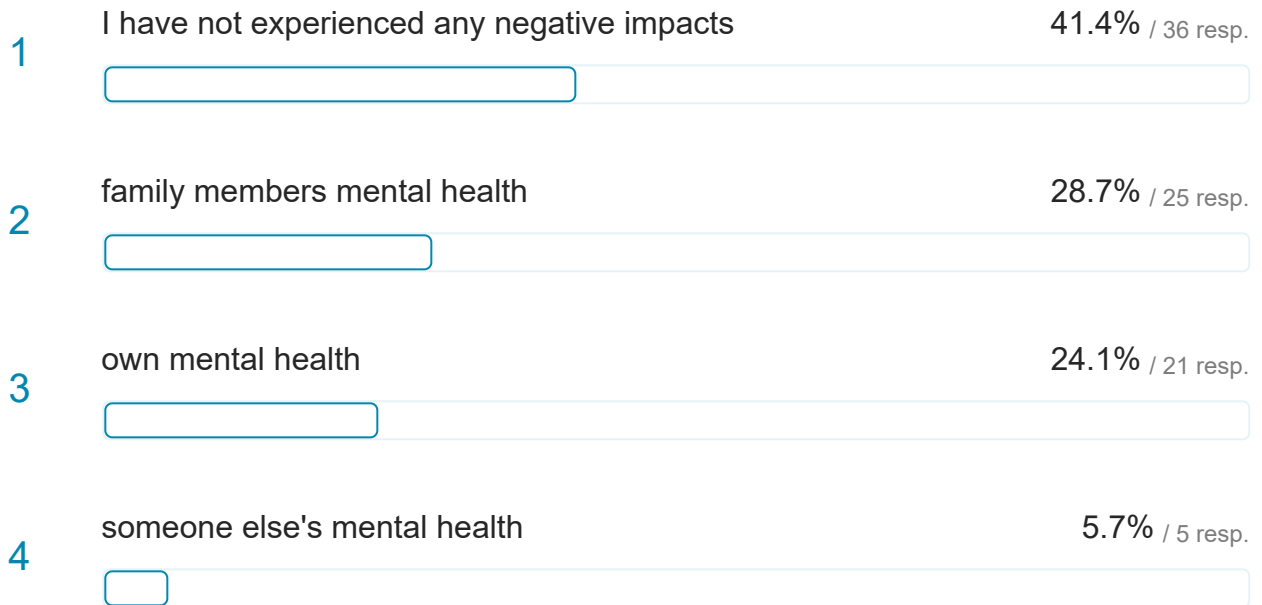 1
I have not experienced any negative impacts 41.4% / 36 resp.
2
family members mental health 28.7% / 25 resp.
3
own mental health 24.1% / 21 resp.
4
someone else's mental health 5.7% / 5 resp.